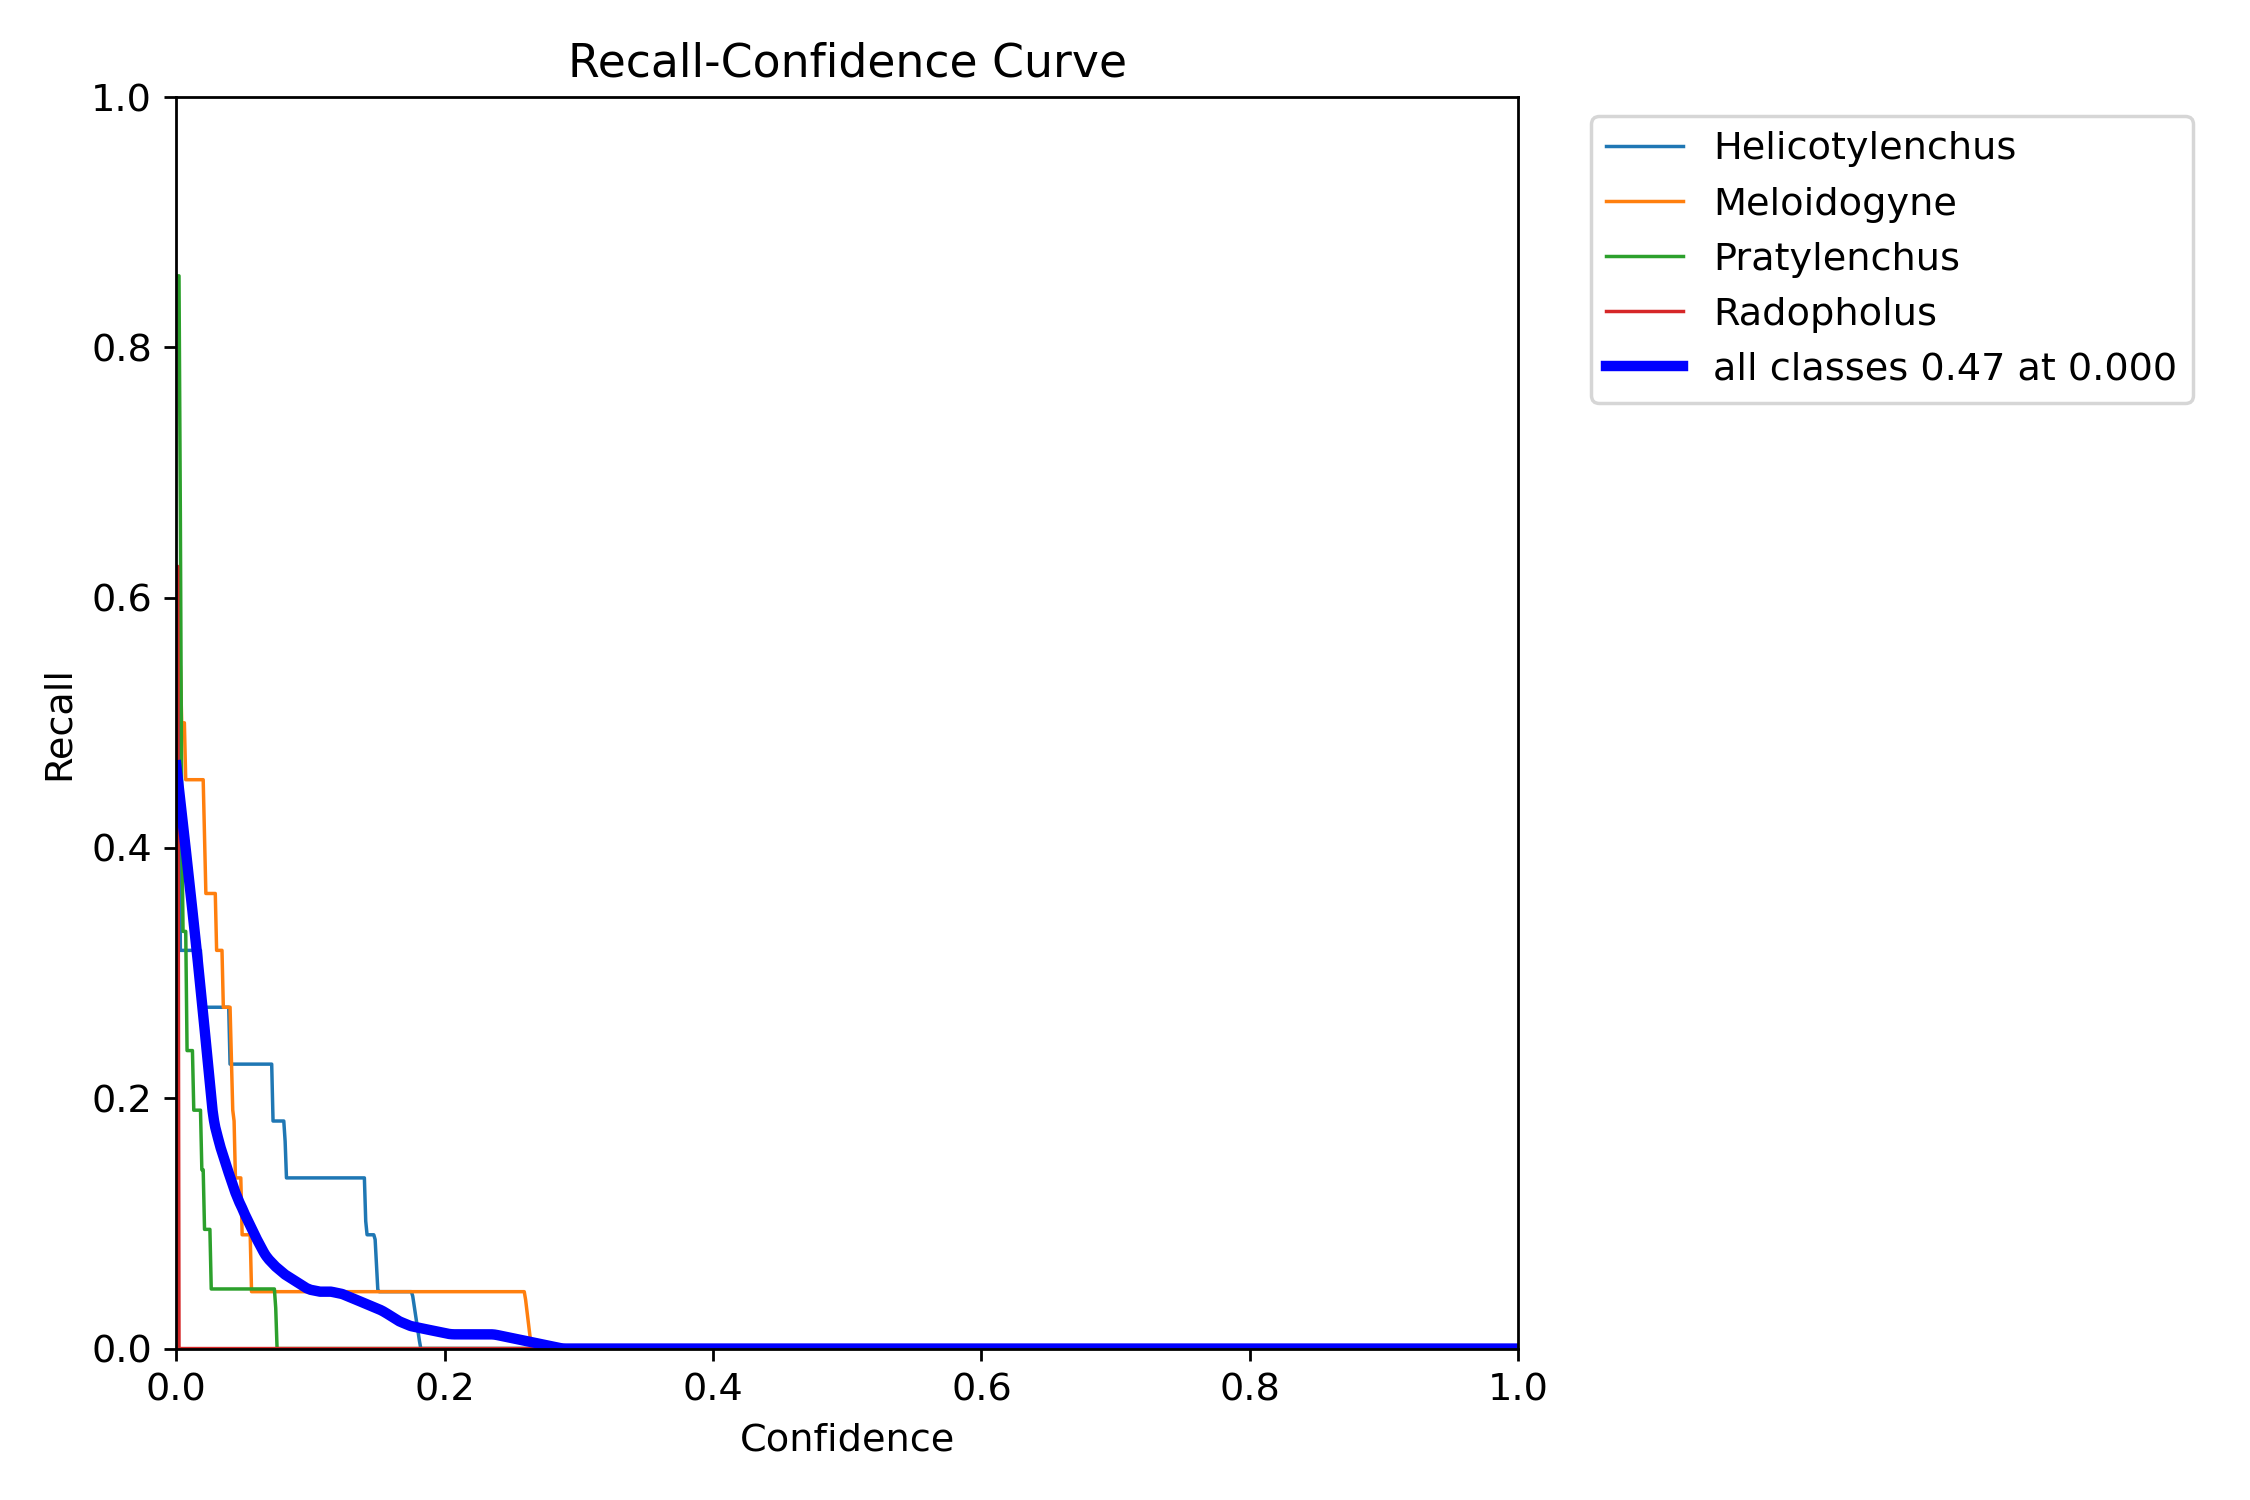 Recall-Confidence Curve
1.0
0.8
0.6
0.4
0.2
0.0
Recall
0.0 0.2 0.4 0.6 0.8 1.0
Confidence
Helicotylenchus
Meloidogyne
Pratylenchus
Radopholus
all classes 0.47 at 0.000